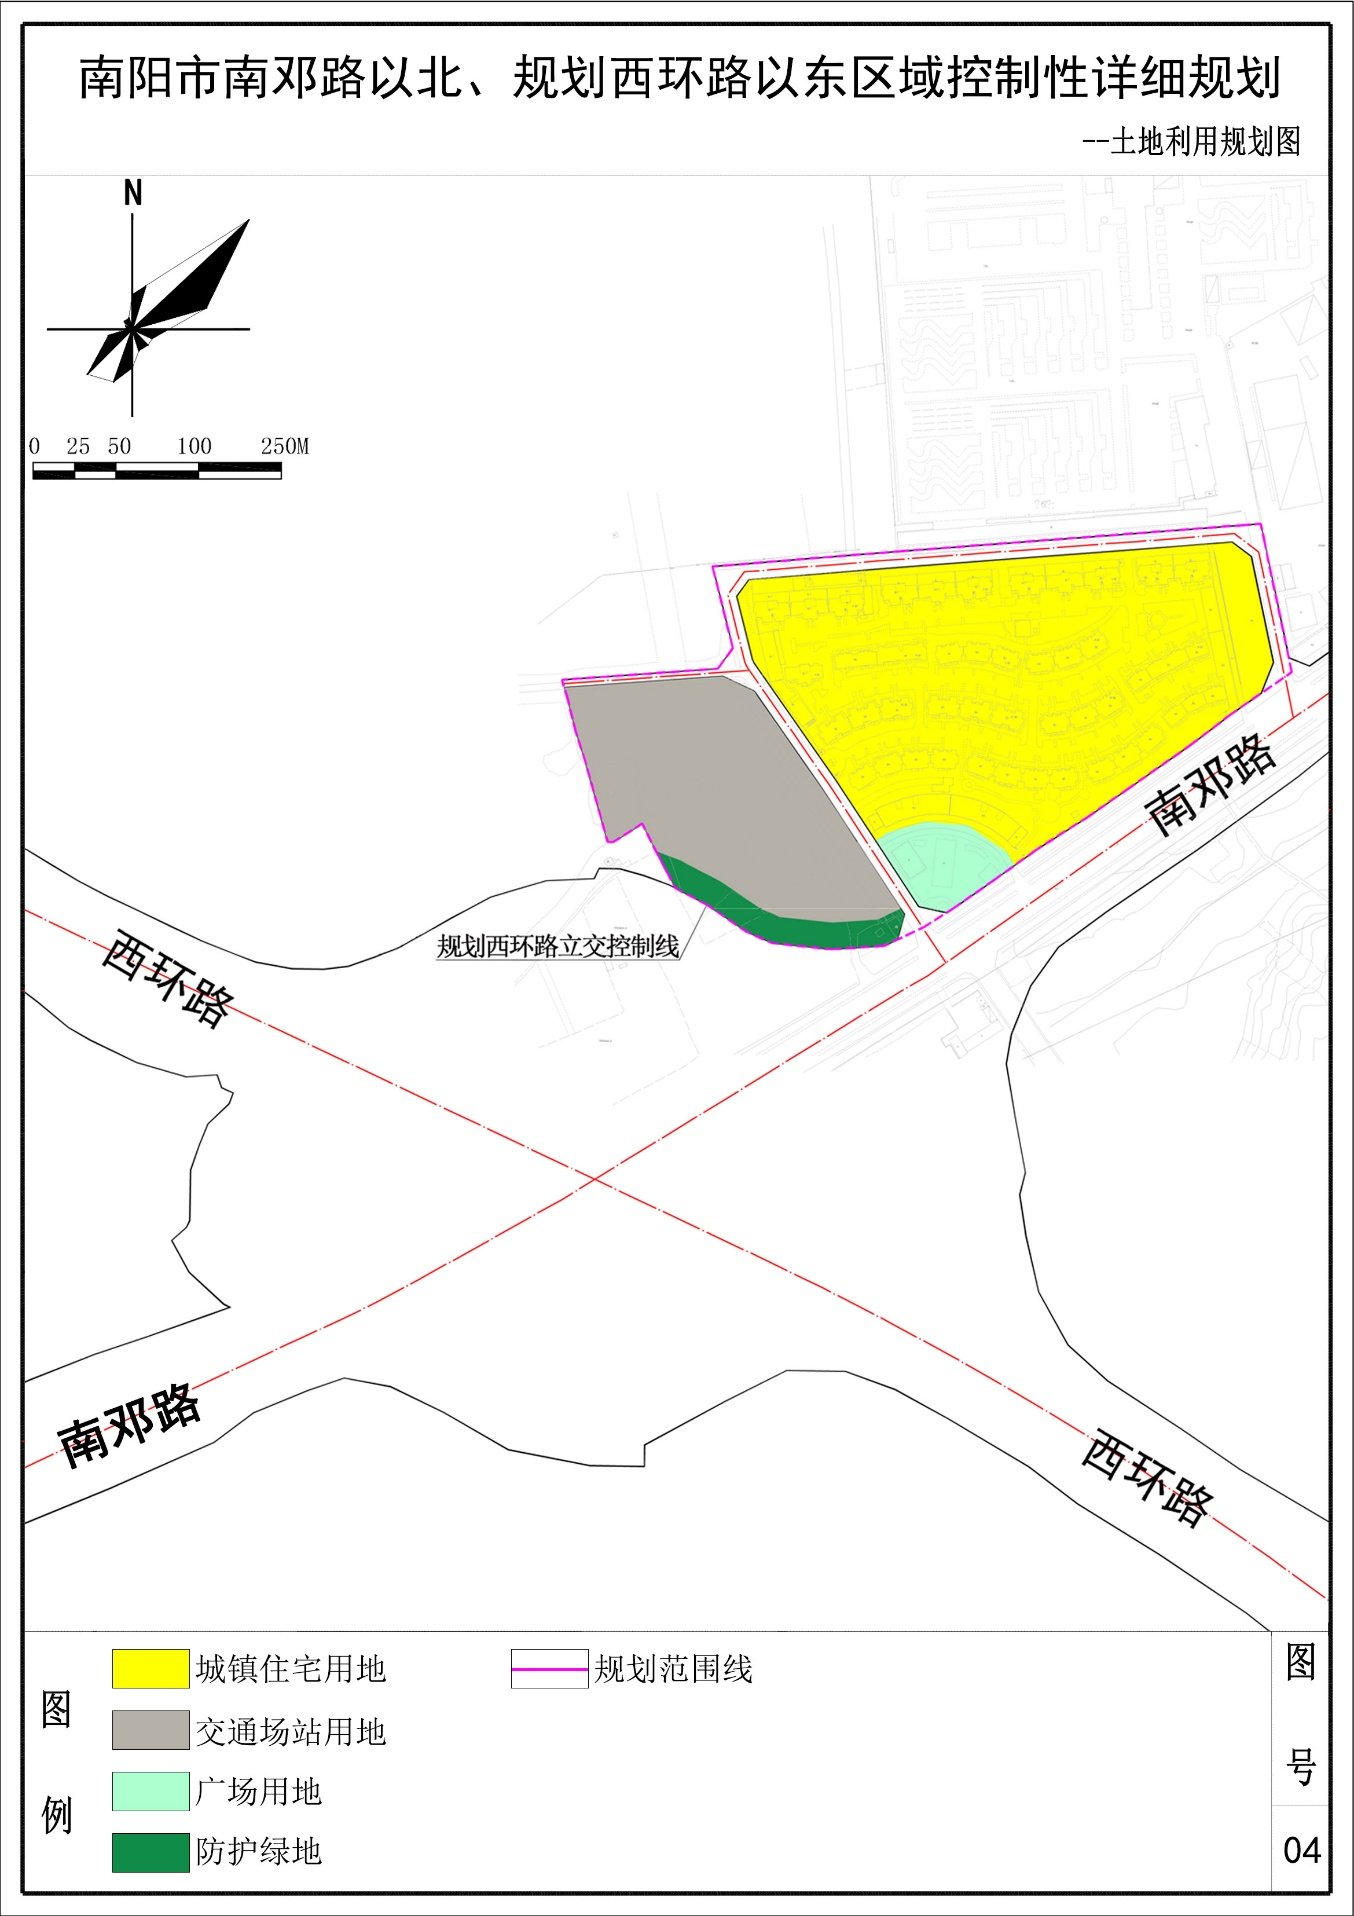 南阳市南邓路以北、规划西环路以东区域控制性详细规划
--土地利用规划图
N
0 25 50 100 250M
南邓路
规划西环路立交控制线
西环路
南邓路
西环路
图例
城镇住宅用地
规划范围线
交通场站用地
广场用地
防护绿地
图号
04